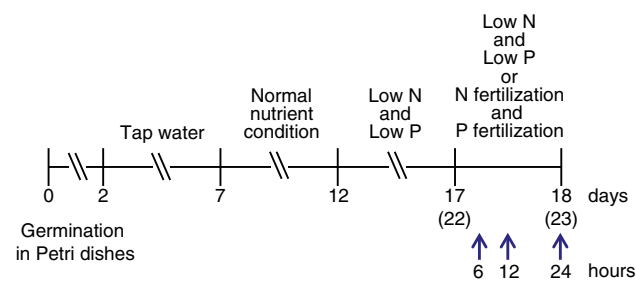 Low N
and
Low P
or
N fertilization
and
P fertilization
Low N
and
Low P
Normal
nutrient
condition
Tap water
0 2 7 12 17 18 days
(22) (23)
Germination
in Petri dishes
6 12 24 hours